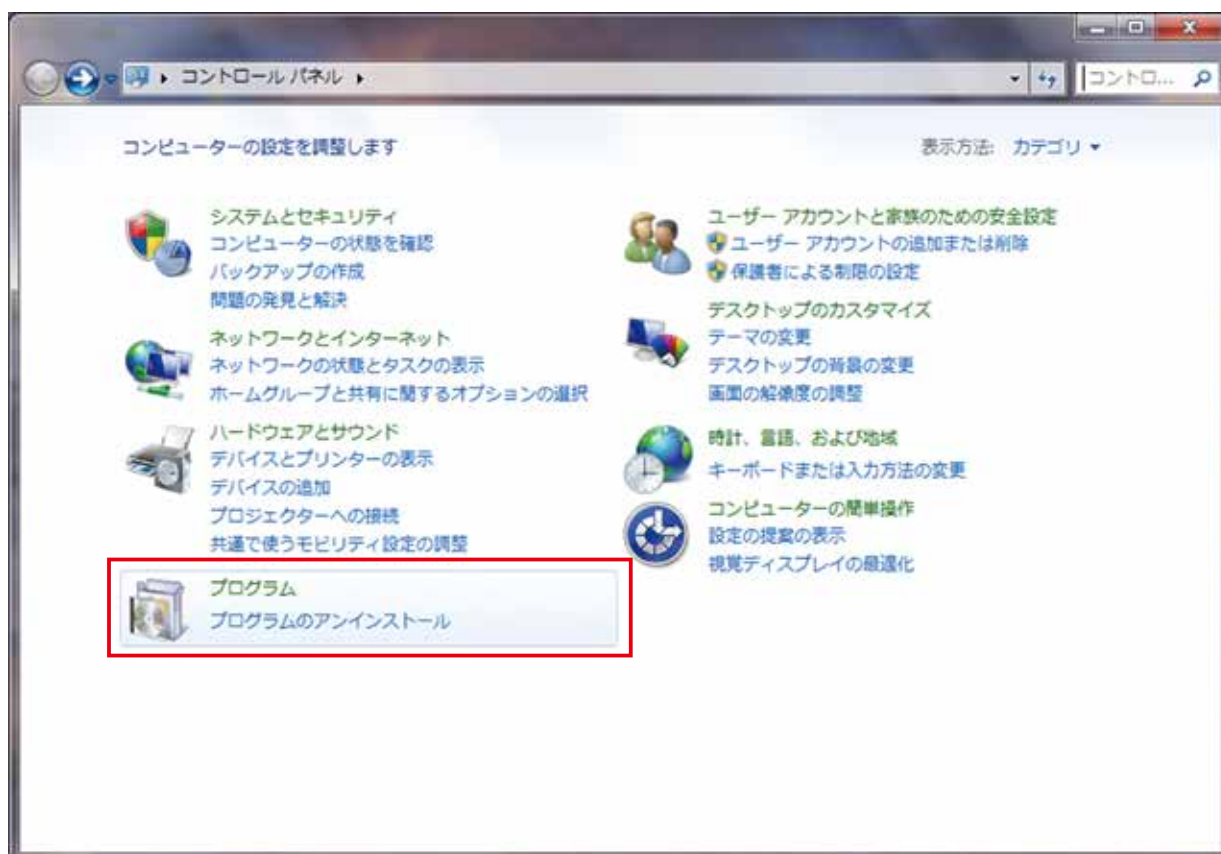 コントロール パネル
コントロ...
コンピューターの設定を調整します
表示方法: カテゴリ
システムとセキュリティ
コンピューターの状態を確認
バックアップの作成
問題の発見と解決
ネットワークとインターネット
ネットワークの状態とタスクの表示
ホームグループと共有に関するオプションの選択
ハードウェアとサウンド
デバイスとプリンターの表示
デバイスの追加
プロジェクターへの接続
共通で使うモビリティ設定の調整
プログラム
プログラムのアンインストール
ユーザー アカウントと家族のための安全設定
ユーザー アカウントの追加または削除
保護者による制限の設定
デスクトップのカスタマイズ
テーマの変更
デスクトップの背景の変更
画面の解像度の調整
時計、言語、および地域
キーボードまたは入力方法の変更
コンピューターの簡単操作
設定の提案の表示
視覚ディスプレイの最適化